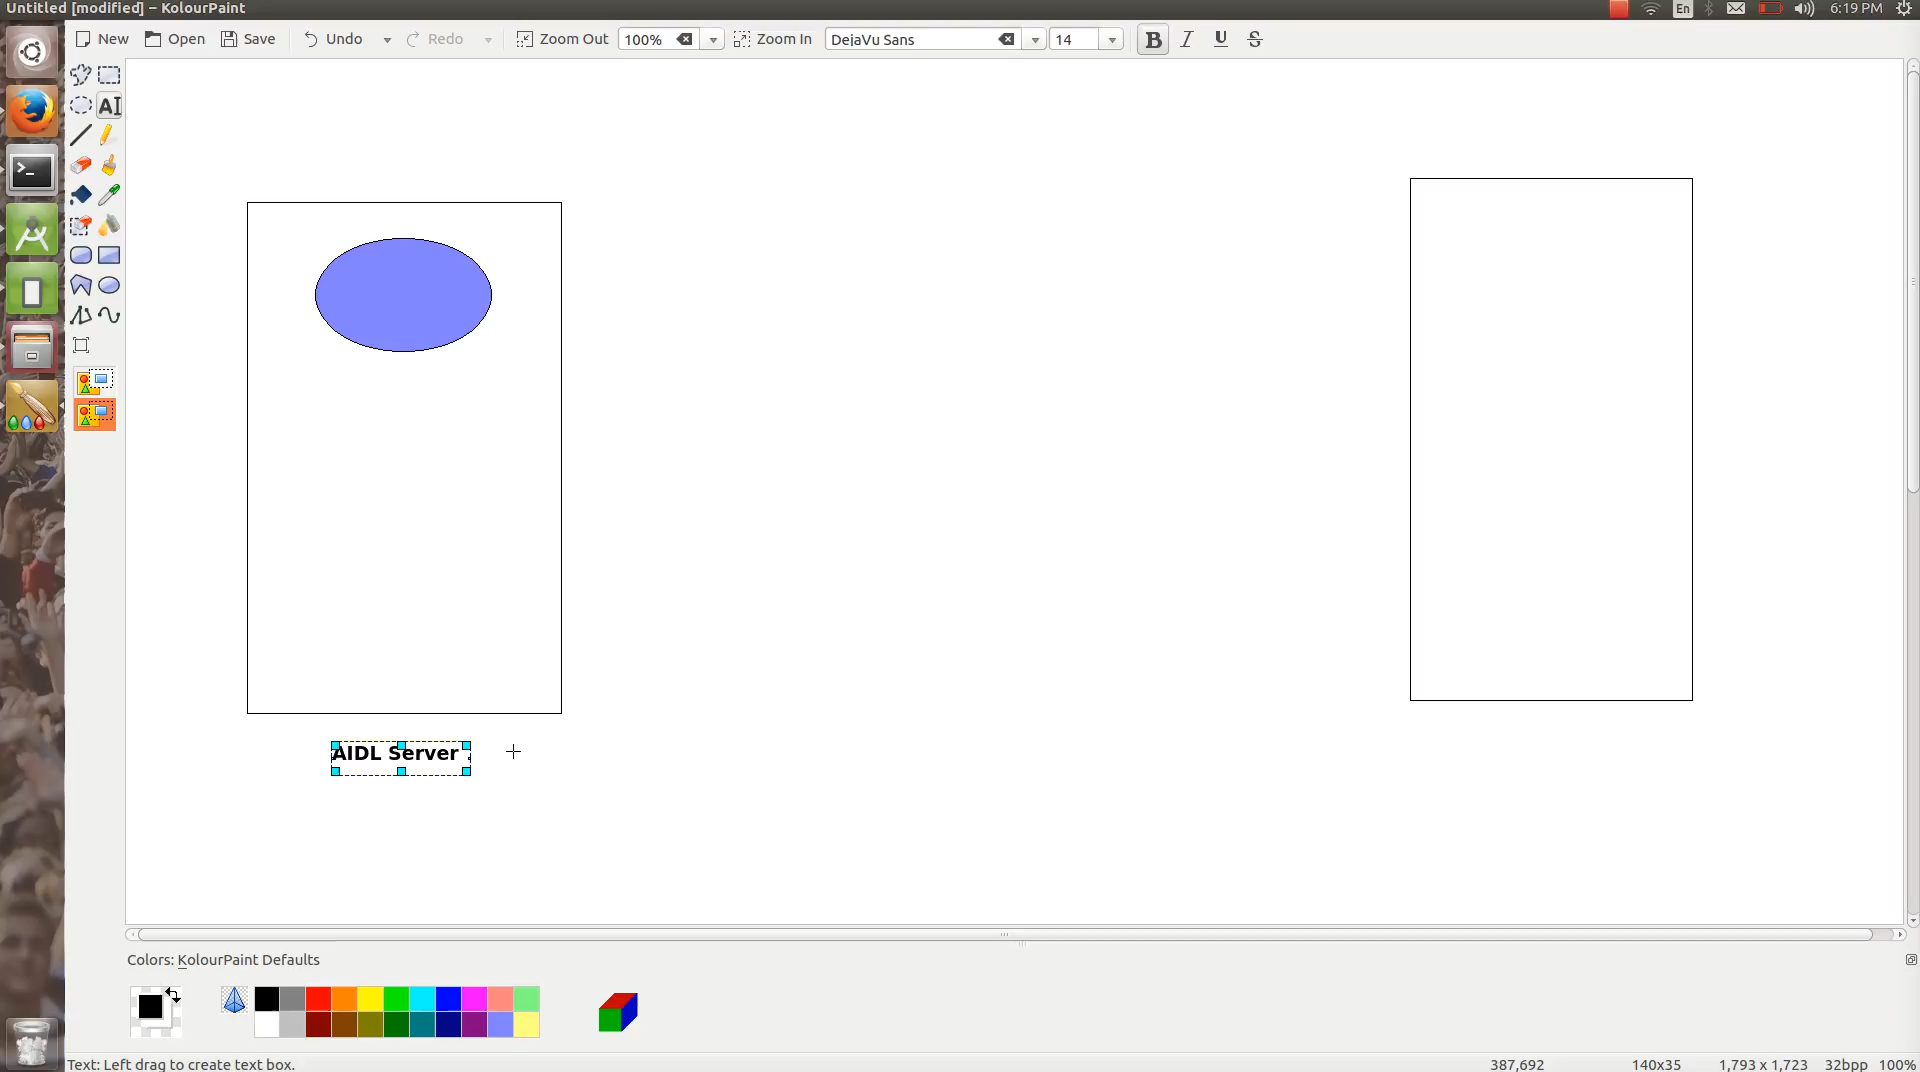 Untitled [modified] – KolourPaint
En
6:19 PM
New
Open
Save
Undo
Redo
Zoom Out
100%
Zoom In
DejaVu Sans
14
B
I
U
S
AI
AIDL Server
Colors: KolourPaint Defaults
Text: Left drag to create text box.
387,692
140x35
1,793 x 1,723
32bpp
100%